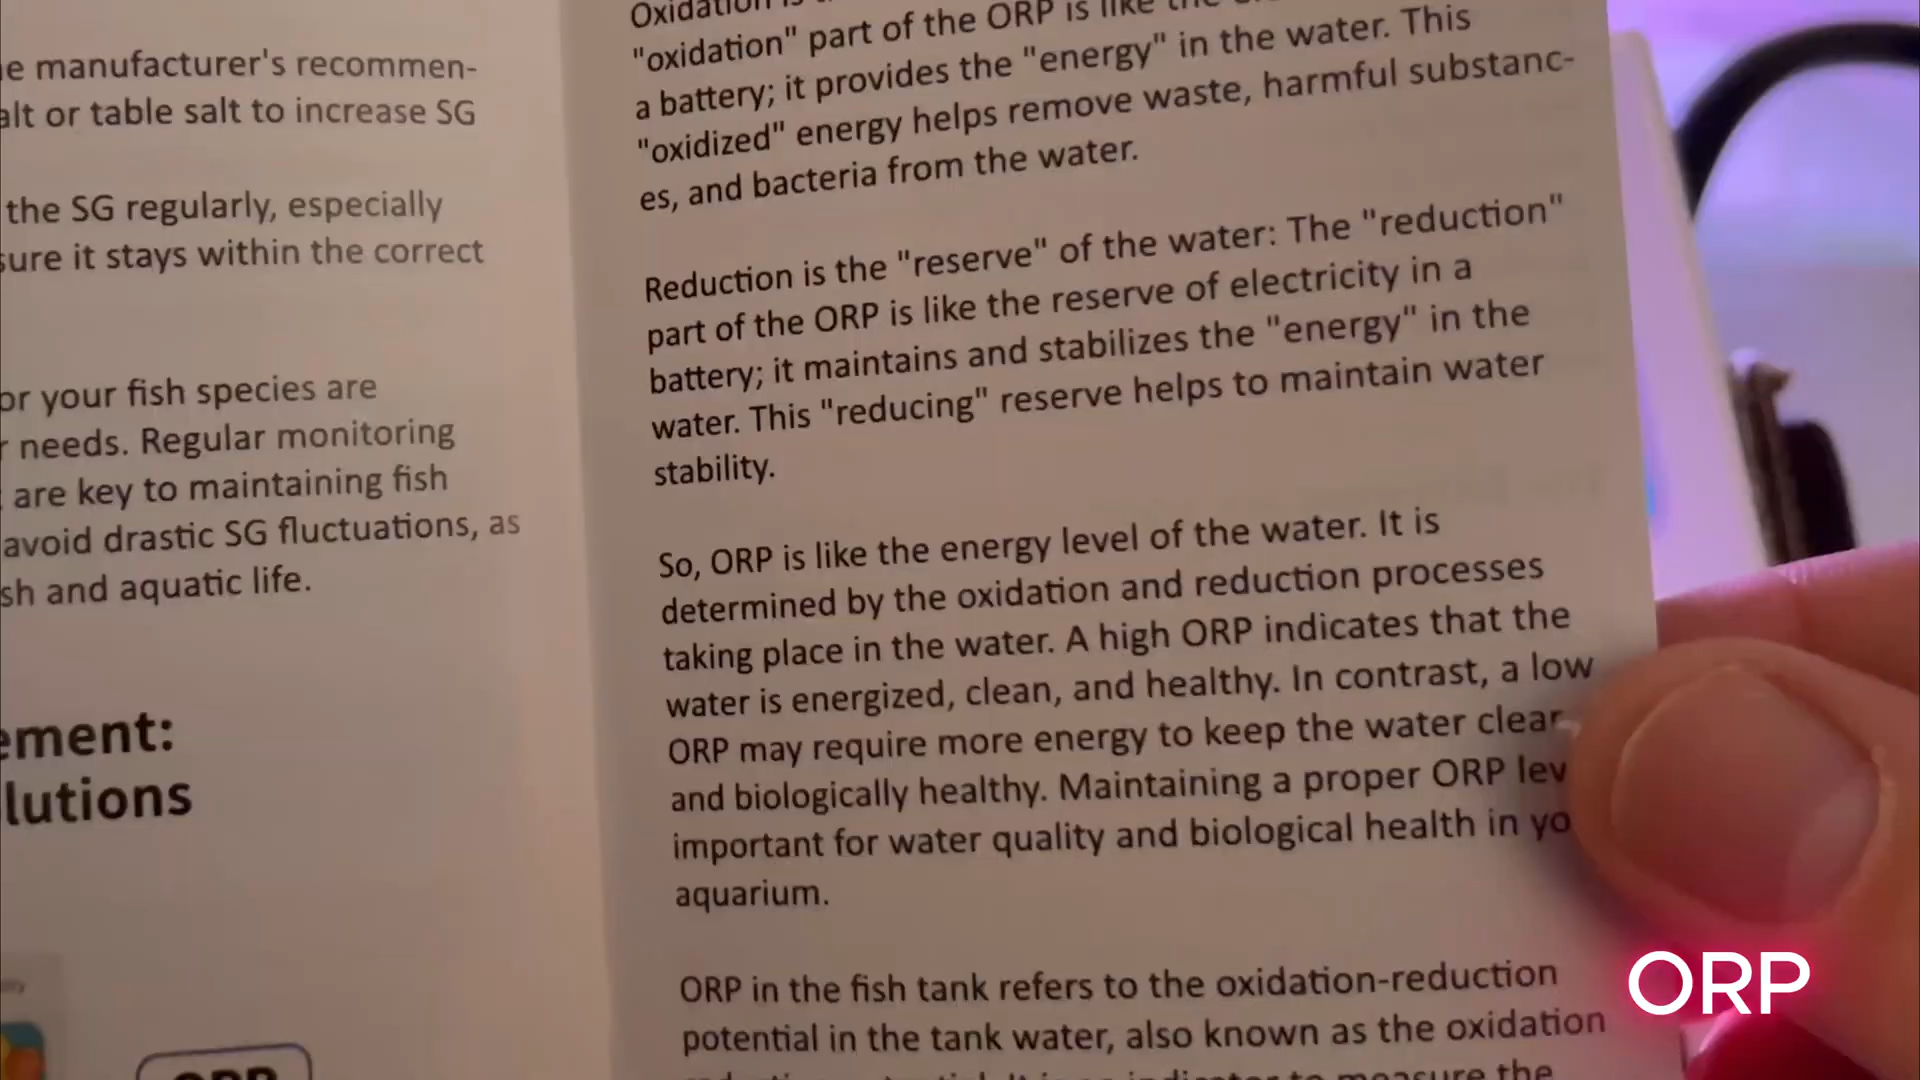 e manufacturer's recommen-
alt or table salt to increase SG
the SG regularly, especially
sure it stays within the correct
or your fish species are
r needs. Regular monitoring
are key to maintaining fish
avoid drastic SG fluctuations, as
sh and aquatic life.
ement:
lutions
ORP
Oxidation is
"oxidation" part of the ORP is like the
a battery; it provides the "energy" in the water. This
"oxidized" energy helps remove waste, harmful substanc-
es, and bacteria from the water.
Reduction is the "reserve" of the water: The "reduction"
part of the ORP is like the reserve of electricity in a
battery; it maintains and stabilizes the "energy" in the
water. This "reducing" reserve helps to maintain water
stability.
So, ORP is like the energy level of the water. It is
determined by the oxidation and reduction processes
taking place in the water. A high ORP indicates that the
water is energized, clean, and healthy. In contrast, a low
ORP may require more energy to keep the water clear
and biologically healthy. Maintaining a proper ORP lev
important for water quality and biological health in yo
aquarium.
ORP in the fish tank refers to the oxidation-reduction
potential in the tank water, also known as the oxidation
measure the
ORP